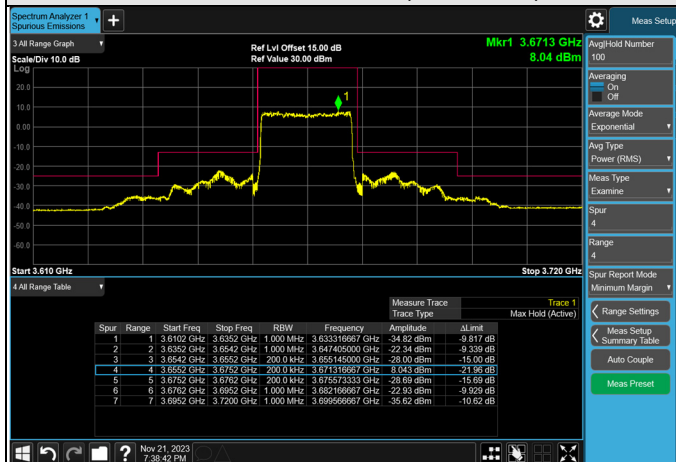 Spectrum Analyzer 1
Spurious Emissions
Meas Setup
3 All Range Graph
Scale/Div 10.0 dB
Ref Lvl Offset 15.00 dB
Ref Value 30.00 dBm
Mkr1 3.6713 GHz
8.04 dBm
Log
20.0
10.0
0.00
-10.0
-20.0
-30.0
-40.0
-50.0
-60.0
1
Start 3.610 GHz
Stop 3.720 GHz
4 All Range Table
Measure Trace Trace 1
Trace Type Max Hold (Active)
Spur Range Start Freq Stop Freq RBW Frequency Amplitude ΔLimit
1 1 3.6102 GHz 3.6352 GHz 1.000 MHz 3.633316667 GHz -34.82 dBm -9.817 dB
2 2 3.6352 GHz 3.6542 GHz 1.000 MHz 3.647405000 GHz -22.34 dBm -9.339 dB
3 3 3.6542 GHz 3.6552 GHz 200.0 kHz 3.655145000 GHz -28.00 dBm -15.00 dB
4 4 3.6552 GHz 3.6752 GHz 200.0 kHz 3.671316667 GHz 8.043 dBm -21.96 dB
5 5 3.6752 GHz 3.6762 GHz 200.0 kHz 3.675573333 GHz -28.69 dBm -15.69 dB
6 6 3.6762 GHz 3.6952 GHz 1.000 MHz 3.682166667 GHz -22.93 dBm -9.929 dB
7 7 3.6952 GHz 3.7200 GHz 1.000 MHz 3.699566667 GHz -35.62 dBm -10.62 dB
Avg|Hold Number
100
Averaging
On
Off
Average Mode
Exponential
Avg Type
Power (RMS)
Meas Type
Examine
Spur
4
Range
4
Spur Report Mode
Minimum Margin
Range Settings
Meas Setup
Summary Table
Auto Couple
Meas Preset
Nov 21, 2023
7:38:42 PM